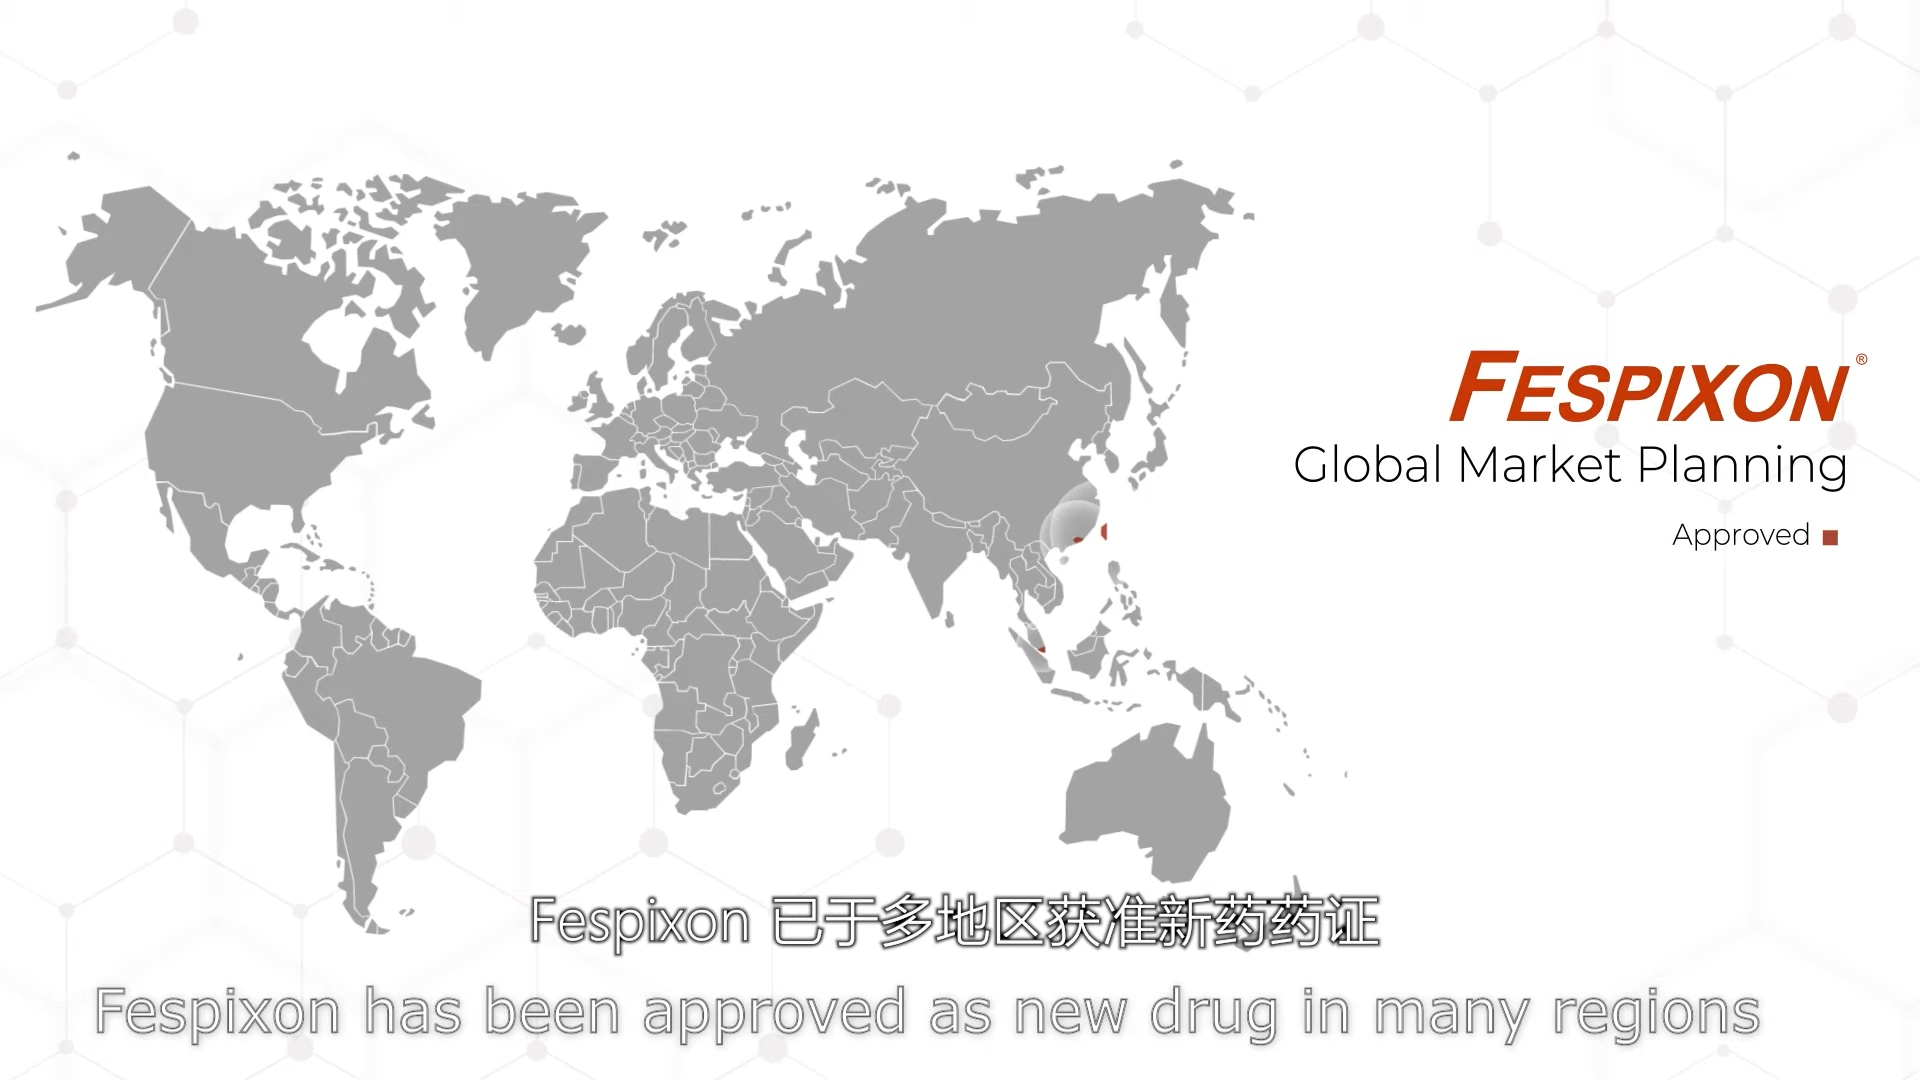 FESPIXON®
Global Market Planning
Approved
Fespixon 已于多地区获准新药药证
Fespixon has been approved as new drug in many regions